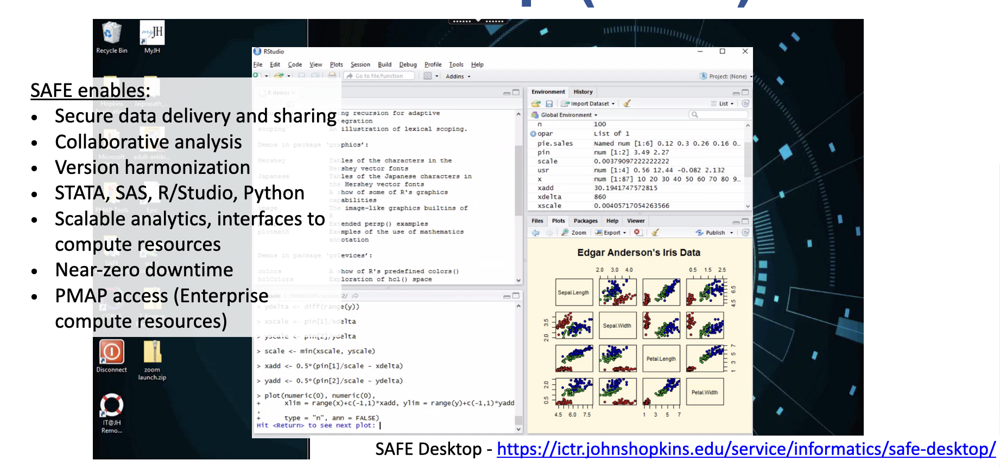 Recycle Bin
MyJH
myJH
SAFE enables:
• Secure data delivery and sharing
• Collaborative analysis
• Version harmonization
• STATA, SAS, R/Studio, Python
• Scalable analytics, interfaces to
compute resources
• Near-zero downtime
• PMAP access (Enterprise
compute resources)
Hopkins
Microsoft
adult-antibi...
PMAP Tools
Epic
SAFE
Disconnect
zoom
launch.zip
IT@JH
Remo...
RStudio
File Edit Code View Plots Session Build Debug Profile Tools Help
Go to file/function
Addins
Project: (None)
R demos
ing recursion for adaptive
egration
scoping An illustration of lexical scoping.
Demos in package 'graphics':
Hershey Tables of the characters in the
Hershey vector fonts
Japanese Tables of the Japanese characters in
the Hershey vector fonts
A show of some of R's graphics
capabilities
image The image-like graphics builtins of
R
Extended persp() examples
plotmath Examples of the use of mathematics
annotation
Demos in package 'grDevices':
colors A show of R's predefined colors()
hclColors Exploration of hcl() space
Console C:/WINDOWS/system32/
> ydelta <- diff(range(y))
> xscale <- pin[1]/xdelta
> yscale <- pin[2]/ydelta
> scale <- min(xscale, yscale)
> xadd <- 0.5*(pin[1]/scale - xdelta)
> yadd <- 0.5*(pin[2]/scale - ydelta)
> plot(numeric(0), numeric(0),
+ xlim = range(x)+c(-1,1)*xadd, ylim = range(y)+c(-1,1)*yadd
,
+ type = "n", ann = FALSE)
Hit <Return> to see next plot:
Environment History
Import Dataset
List
Global Environment
n 100
opar List of 1
pie.sales Named num [1:6] 0.12 0.3 0.26 0.16 0…
pin num [1:2] 3.49 2.27
scale 0.00379097222222222
usr num [1:4] 0.56 12.44 -0.082 2.132
x num [1:87] 10 20 30 40 50 60 70 80 9…
xadd 30.1941747572815
xdelta 860
xscale 0.00405717054263566
Files Plots Packages Help Viewer
Zoom Export Publish
Edgar Anderson's Iris Data
2.0 3.0 4.0 0.5 1.5 2.5
Sepal.Length
4.5 6.5
Sepal.Width
2.0 3.5
Petal.Length
1 3 5 7
Petal.Width
0.5 2.0
4.5 6.0 7.5 1 3 5 7
SAFE Desktop - https://ictr.johnshopkins.edu/service/informatics/safe-desktop/